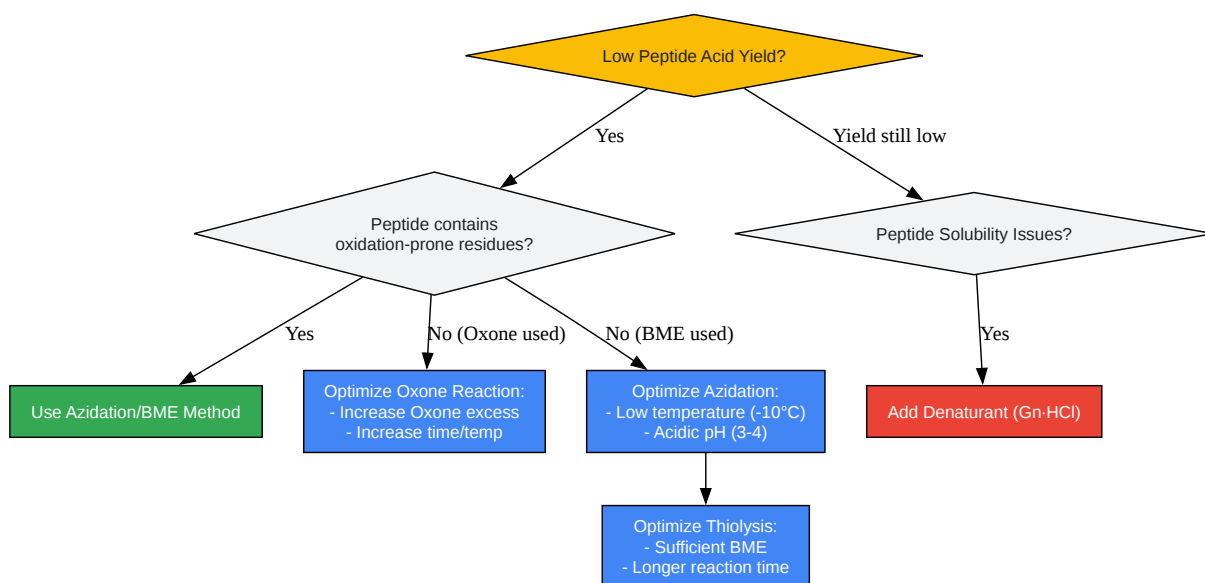 Low Peptide Acid Yield?
Yes
Yield still low
Peptide contains
oxidation-prone residues?
Peptide Solubility Issues?
Yes
No (Oxone used)
No (BME used)
Yes
Use Azidation/BME Method
Optimize Oxone Reaction:
- Increase Oxone excess
- Increase time/temp
Optimize Azidation:
- Low temperature (-10°C)
- Acidic pH (3-4)
Add Denaturant (Gn·HCl)
Optimize Thiolysis:
- Sufficient BME
- Longer reaction time